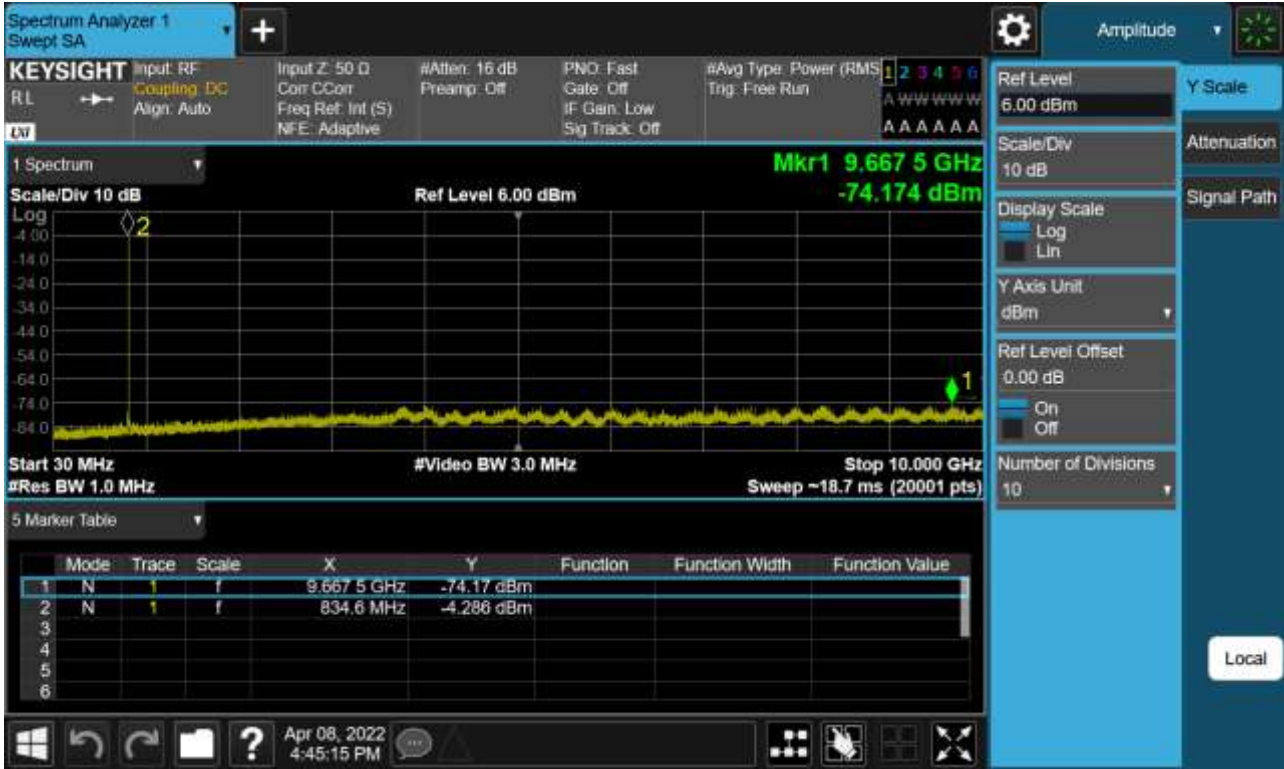 Spectrum Analyzer 1
Swept SA
+
Amplitude
KEYSIGHT
RL
LXI
Input: RF
Coupling: DC
Align: Auto
Input Z: 50 Ω
Corr CCorr
Freq Ref: Int (S)
NFE: Adaptive
#Atten: 16 dB
Preamp: Off
PNO: Fast
Gate: Off
IF Gain: Low
Sig Track: Off
#Avg Type: Power (RMS
Trig: Free Run
1 2 3 4 5 6
A W W W W W
A A A A A A
1 Spectrum
Mkr1 9.667 5 GHz
-74.174 dBm
Scale/Div 10 dB
Ref Level 6.00 dBm
Log
-4.00
-14.0
-24.0
-34.0
-44.0
-54.0
-64.0
-74.0
-84.0
2
1
Start 30 MHz
#Video BW 3.0 MHz
Stop 10.000 GHz
#Res BW 1.0 MHz
Sweep ~18.7 ms (20001 pts)
5 Marker Table
Mode Trace Scale X Y Function Function Width Function Value
1 N 1 f 9.667 5 GHz -74.17 dBm
2 N 1 f 834.6 MHz -4.286 dBm
3
4
5
6
Ref Level
6.00 dBm
Scale/Div
10 dB
Display Scale
Log
Lin
Y Axis Unit
dBm
Ref Level Offset
0.00 dB
On
Off
Number of Divisions
10
Y Scale
Attenuation
Signal Path
Local
?
Apr 08, 2022
4:45:15 PM